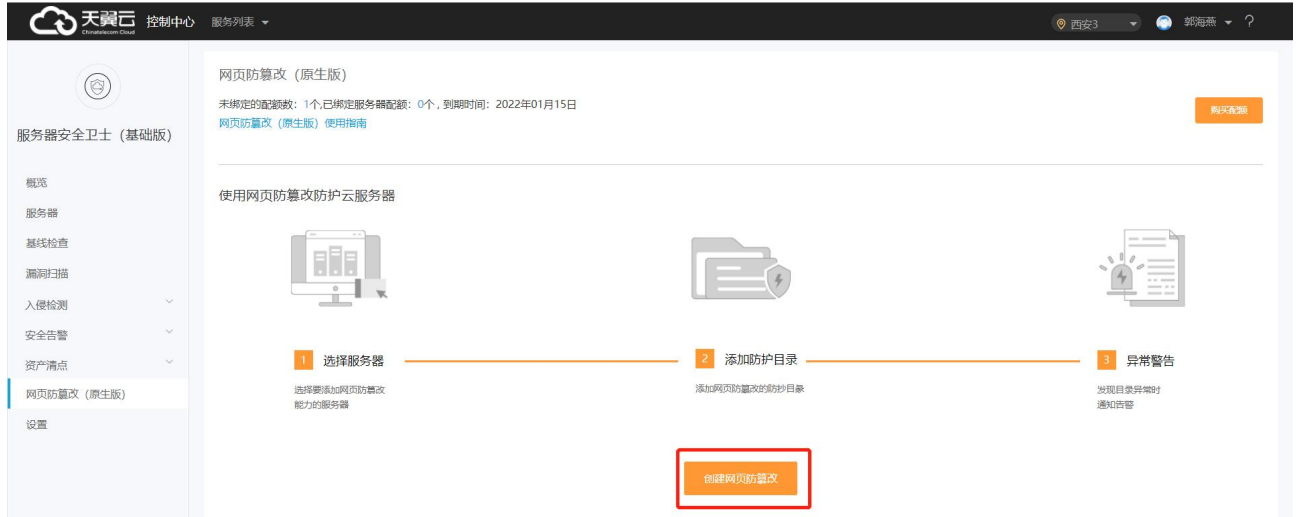 天翼云 控制中心 服务列表 西安3 郭海燕 ?
Chinatelecom Cloud
服务器安全卫士（基础版）
概览
服务器
基线检查
漏洞扫描
入侵检测
安全告警
资产清点
网页防篡改（原生版）
设置
网页防篡改（原生版）
未绑定的配额数：1个,已绑定服务器配额：0个 , 到期时间：2022年01月15日
网页防篡改（原生版）使用指南
购买配额
使用网页防篡改防护云服务器
1 选择服务器
选择要添加网页防篡改
能力的服务器
2 添加防护目录
添加网页防篡改的防护目录
3 异常警告
发现目录异常时
通知告警
创建网页防篡改